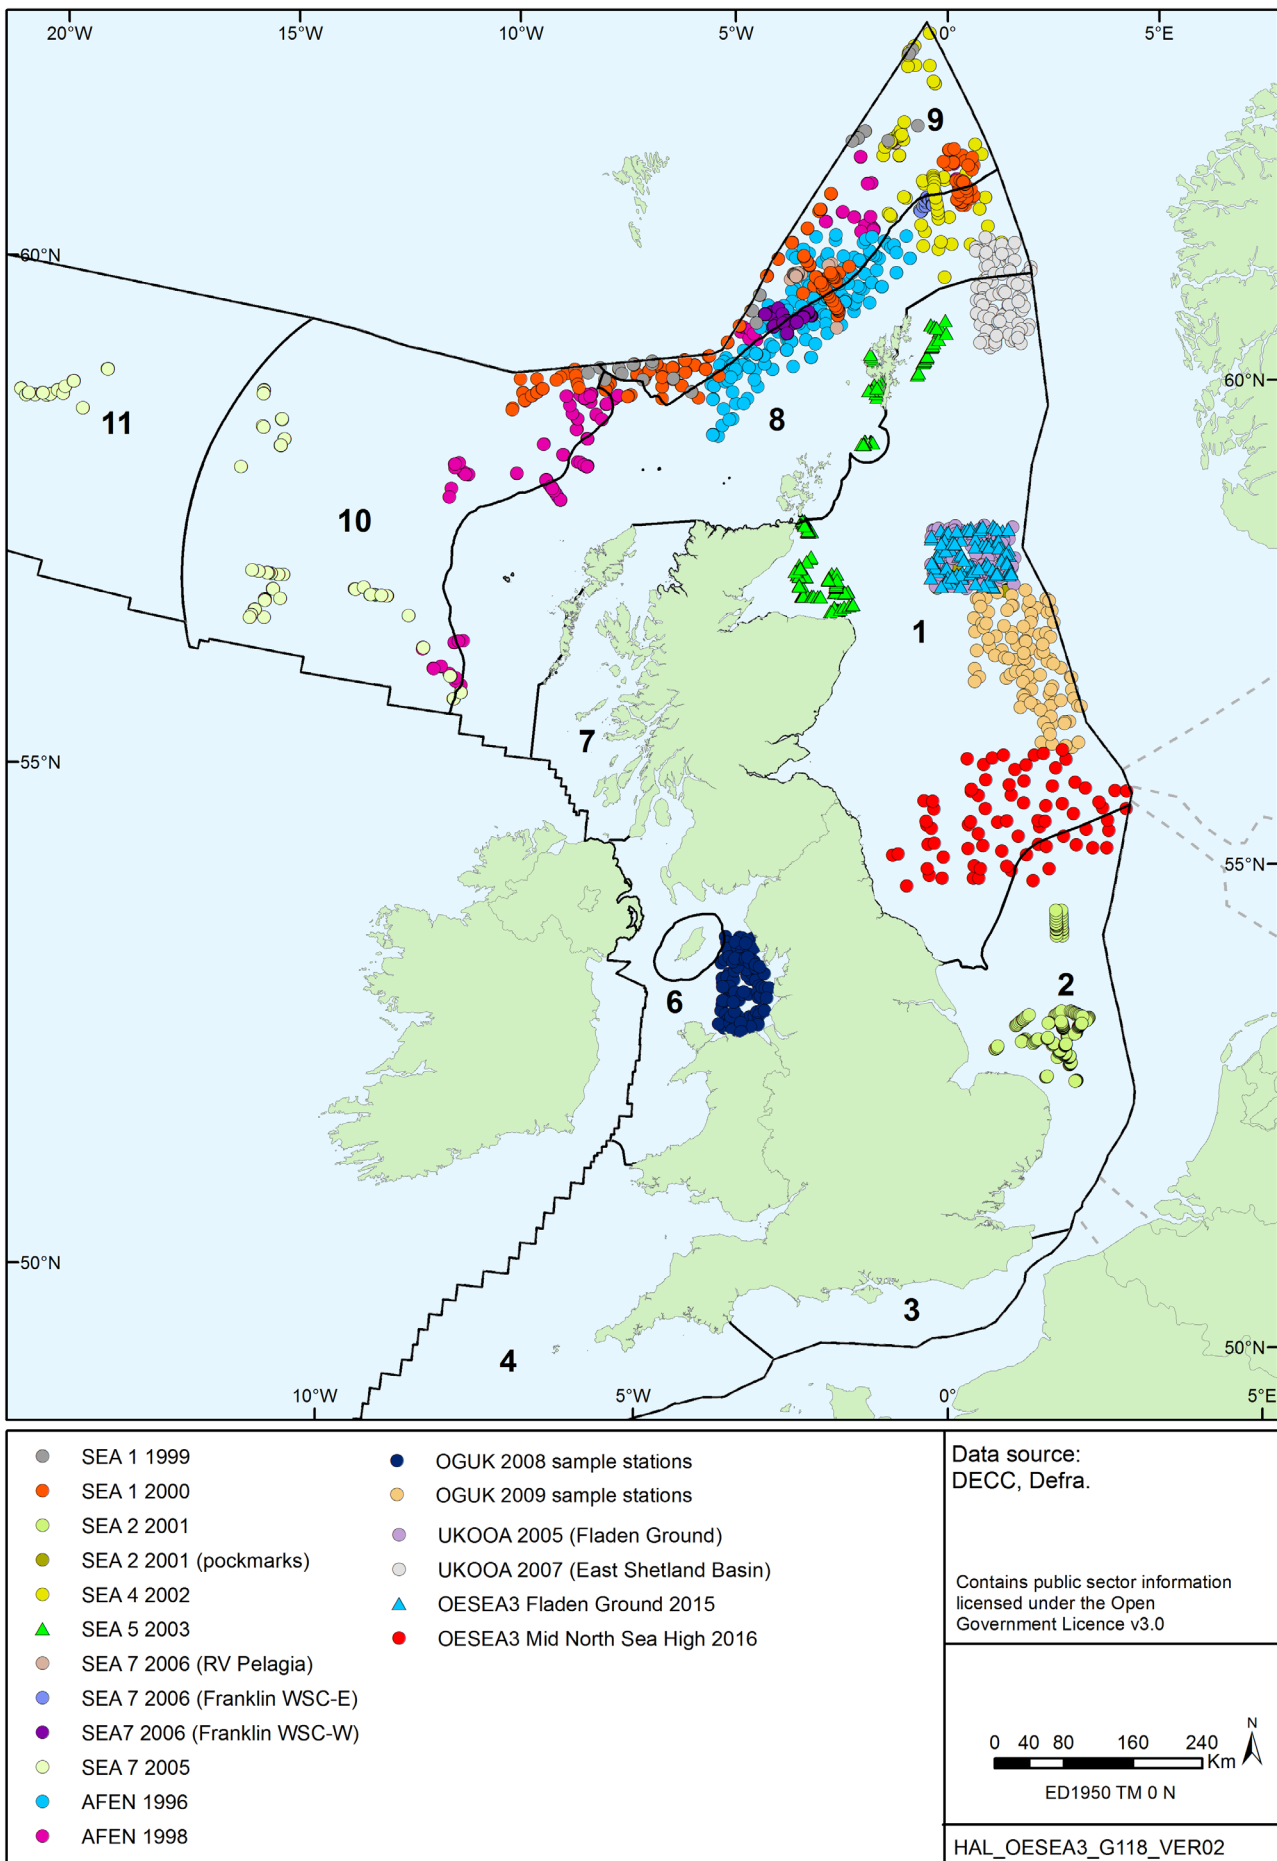 20°W 15°W 10°W 5°W 0° 5°E
9
60°N
60°N
11
8
10
1
7
55°N
55°N
2
6
50°N
3
50°N
4
10°W 5°W 0° 5°E
SEA 1 1999
SEA 1 2000
SEA 2 2001
SEA 2 2001 (pockmarks)
SEA 4 2002
SEA 5 2003
SEA 7 2006 (RV Pelagia)
SEA 7 2006 (Franklin WSC-E)
SEA7 2006 (Franklin WSC-W)
SEA 7 2005
AFEN 1996
AFEN 1998
OGUK 2008 sample stations
OGUK 2009 sample stations
UKOOA 2005 (Fladen Ground)
UKOOA 2007 (East Shetland Basin)
OESEA3 Fladen Ground 2015
OESEA3 Mid North Sea High 2016
Data source:
DECC, Defra.
Contains public sector information
licensed under the Open
Government Licence v3.0
N
0 40 80 160 240
Km
ED1950 TM 0 N
HAL_OESEA3_G118_VER02